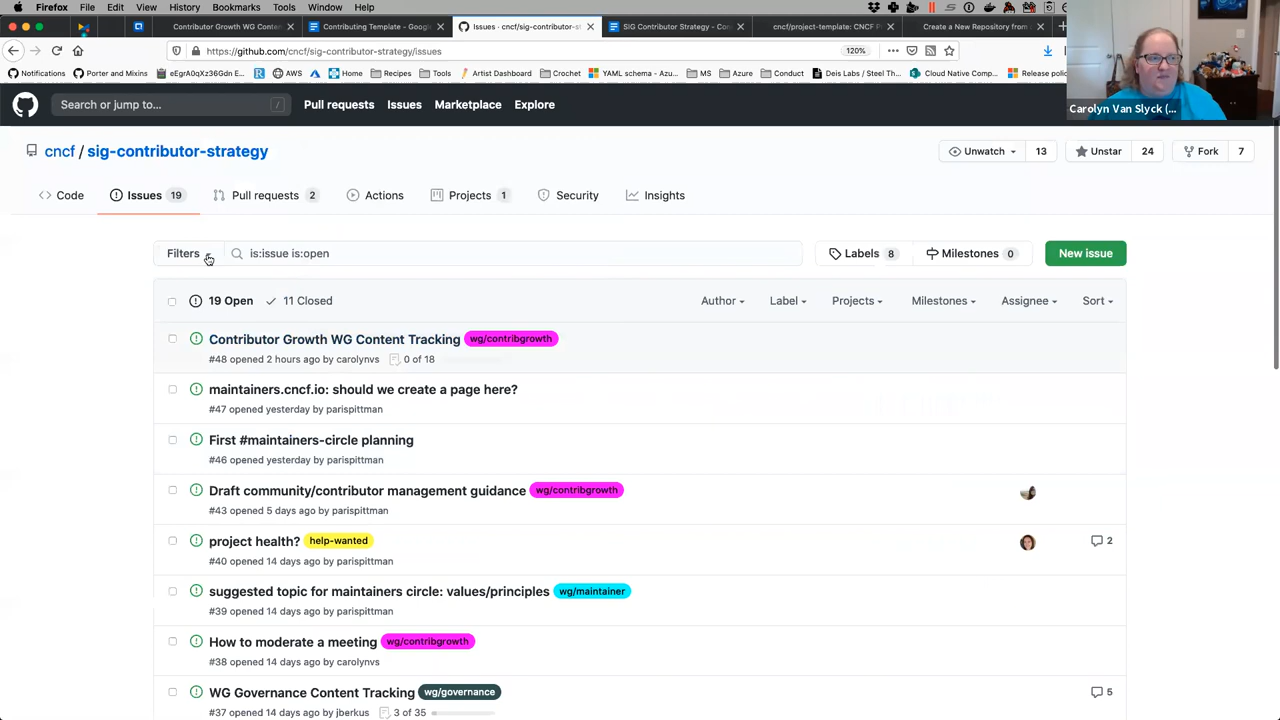 Firefox File Edit View History Bookmarks Tools Window Help
Contributor Growth WG Conten
Contributing Template - Google
Issues · cncf/sig-contributor-st
SIG Contributor Strategy - Con
cncf/project-template: CNCF P
Create a New Repository from
https://github.com/cncf/sig-contributor-strategy/issues
120%
Notifications Porter and Mixins AWS Home Recipes Tools Artist Dashboard Crochet YAML schema - Azu... MS Azure Conduct Deis Labs / Steel Th... Cloud Native Comp... Release polic
Carolyn Van Slyck (...
Search or jump to... /
Pull requests Issues Marketplace Explore
cncf / sig-contributor-strategy
Unwatch 13 Unstar 24 Fork 7
Code Issues 19 Pull requests 2 Actions Projects 1 Security Insights
Filters is:issue is:open Labels 8 Milestones 0 New issue
19 Open 11 Closed Author Label Projects Milestones Assignee Sort
Contributor Growth WG Content Tracking wg/contribgrowth
#48 opened 2 hours ago by carolynvs 0 of 18
maintainers.cncf.io: should we create a page here?
#47 opened yesterday by parispittman
First #maintainers-circle planning
#46 opened yesterday by parispittman
Draft community/contributor management guidance wg/contribgrowth
#43 opened 5 days ago by parispittman
project health? help-wanted 2
#40 opened 14 days ago by parispittman
suggested topic for maintainers circle: values/principles wg/maintainer
#39 opened 14 days ago by parispittman
How to moderate a meeting wg/contribgrowth
#38 opened 14 days ago by carolynvs
WG Governance Content Tracking wg/governance 5
#37 opened 14 days ago by jberkus 3 of 35